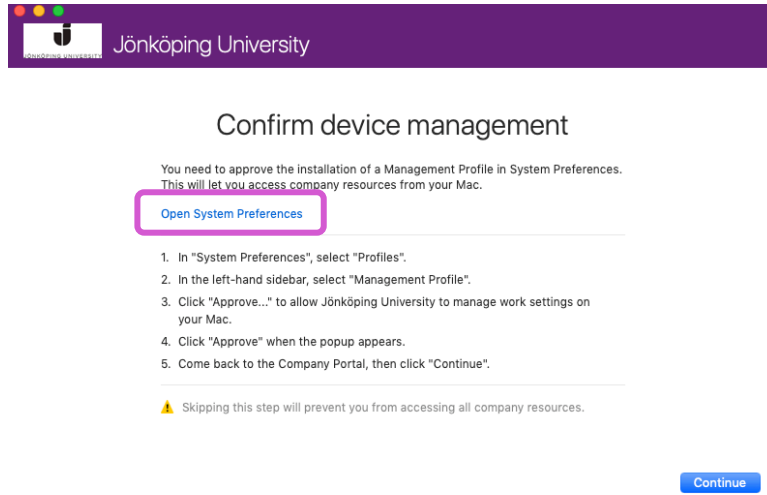 JÖNKÖPING UNIVERSITY
Jönköping University
Confirm device management
You need to approve the installation of a Management Profile in System Preferences.
This will let you access company resources from your Mac.
Open System Preferences
1. In "System Preferences", select "Profiles".
2. In the left-hand sidebar, select "Management Profile".
3. Click "Approve..." to allow Jönköping University to manage work settings on
your Mac.
4. Click "Approve" when the popup appears.
5. Come back to the Company Portal, then click "Continue".
Skipping this step will prevent you from accessing all company resources.
Continue